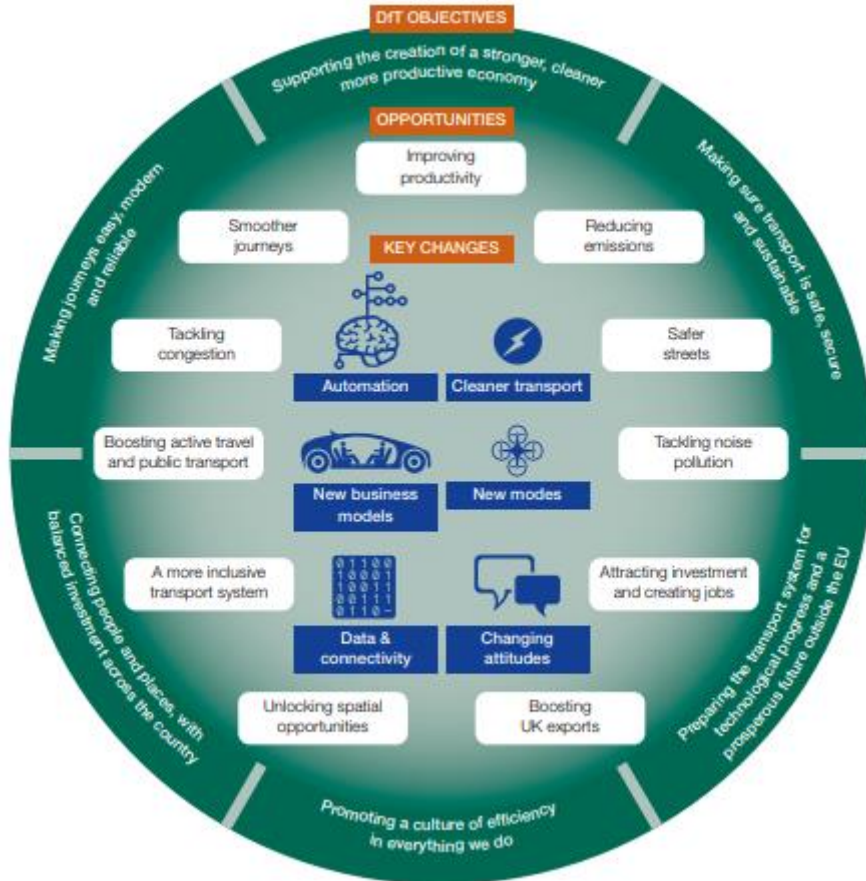 DfT OBJECTIVES
Supporting the creation of a stronger, cleaner
more productive economy
Making sure transport is safe, secure
and sustainable
Preparing the transport system for
technological progress and a
prosperous future outside the EU
Promoting a culture of efficiency
in everything we do
Connecting people and places, with
balanced investment across the country
Making journeys easy, modern
and reliable
OPPORTUNITIES
Improving
productivity
Smoother
journeys
Reducing
emissions
Tackling
congestion
Safer
streets
Boosting active travel
and public transport
Tackling noise
pollution
A more inclusive
transport system
Attracting investment
and creating jobs
Unlocking spatial
opportunities
Boosting
UK exports
KEY CHANGES
Automation
Cleaner transport
New business
models
New modes
01100
10011
10001
00111
0110-
Data &
connectivity
Changing
attitudes